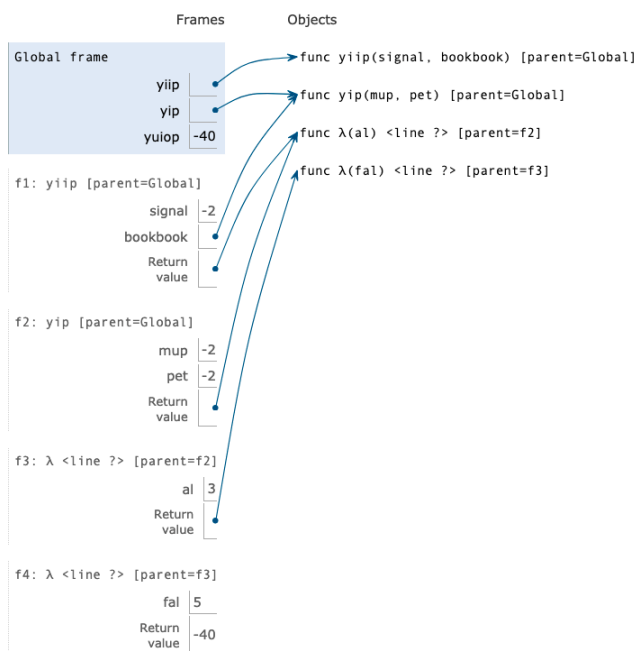 Frames Objects
Global frame
func yiip(signal, bookbook) [parent=Global]
yiip
func yip(mup, pet) [parent=Global]
yip
yuiop -40
func λ(al) <line ?> [parent=f2]
func λ(fal) <line ?> [parent=f3]
f1: yiip [parent=Global]
signal -2
bookbook
Return
value
f2: yip [parent=Global]
mup -2
pet -2
Return
value
f3: λ <line ?> [parent=f2]
al 3
Return
value
f4: λ <line ?> [parent=f3]
fal 5
Return
value -40